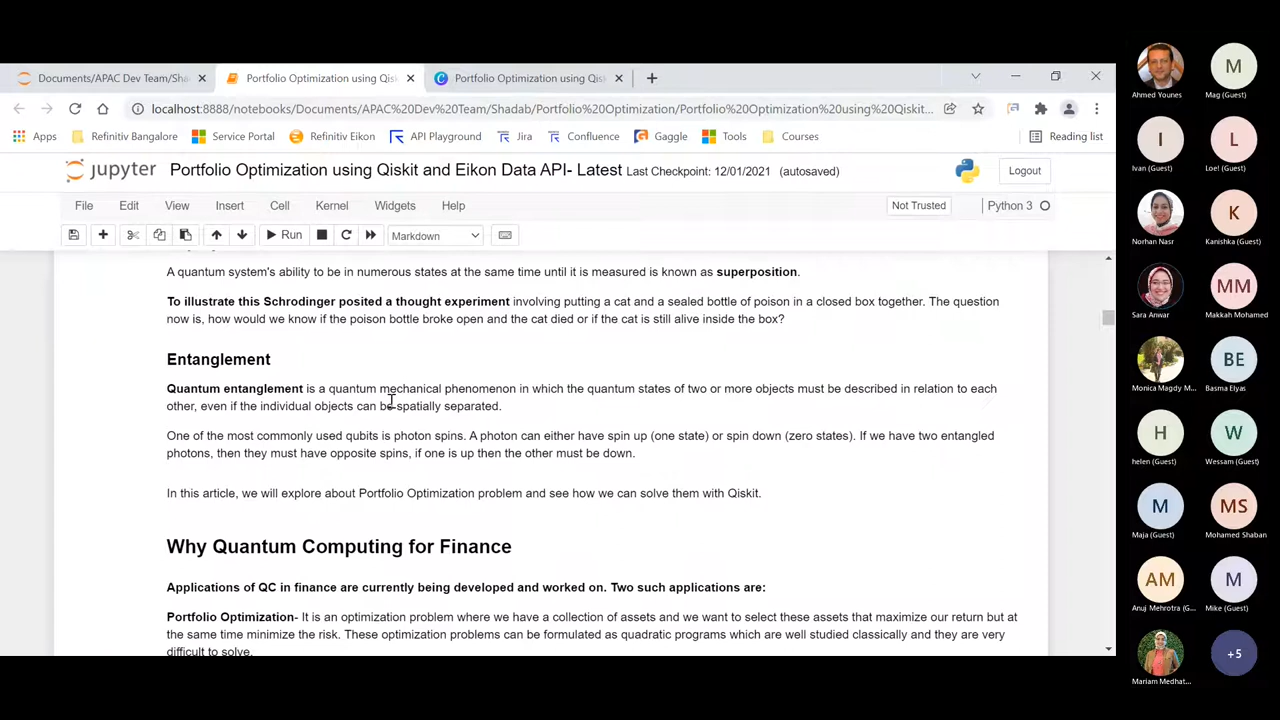 Documents/APAC Dev Team/Sha
Portfolio Optimization using Qis
Portfolio Optimization using Qis
localhost:8888/notebooks/Documents/APAC%20Dev%20Team/Sharab/Portfolio%20Optimization/Portfolio%20Optimization%20using%20Qiskit...
Apps
Refinitiv Bangalore
Service Portal
Refinitiv Eikon
API Playground
Jira
Confluence
Kaggle
Tools
Courses
Reading list
jupyter
Portfolio Optimization using Qiskit and Eikon Data API- Latest Last Checkpoint: 12/01/2021 (autosaved)
Logout
File Edit View Insert Cell Kernel Widgets Help
Not Trusted
Python 3
Run
Markdown
A quantum system's ability to be in numerous states at the same time until it is measured is known as superposition.
To illustrate this Schrodinger posited a thought experiment involving putting a cat and a sealed bottle of poison in a closed box together. The question
now is, how would we know if the poison bottle broke open and the cat died or if the cat is still alive inside the box?
Entanglement
Quantum entanglement is a quantum mechanical phenomenon in which the quantum states of two or more objects must be described in relation to each
other, even if the individual objects can be spatially separated.
One of the most commonly used qubits is photon spins. A photon can either have spin up (one state) or spin down (zero states). If we have two entangled
photons, then they must have opposite spins, if one is up then the other must be down.
In this article, we will explore about Portfolio Optimization problem and see how we can solve them with Qiskit.
Why Quantum Computing for Finance
Applications of QC in finance are currently being developed and worked on. Two such applications are:
Portfolio Optimization- It is an optimization problem where we have a collection of assets and we want to select these assets that maximize our return but at
the same time minimize the risk. These optimization problems can be formulated as quadratic programs which are well studied classically and they are very
difficult to solve.
Ahmed Younes
M
Mag (Guest)
I
Ivan (Guest)
L
Loe! (Guest)
Norhan Nasr
K
Kanishka (Guest)
Sara Anwar
MM
Makkah Mohamed
Monica Magdy M...
BE
Basma Elyas
H
helen (Guest)
W
Wessam (Guest)
M
Maja (Guest)
MS
Mohamed Shaban
AM
Anuj Mehrotra (G...
M
Mike (Guest)
Mariam Medhat...
+5